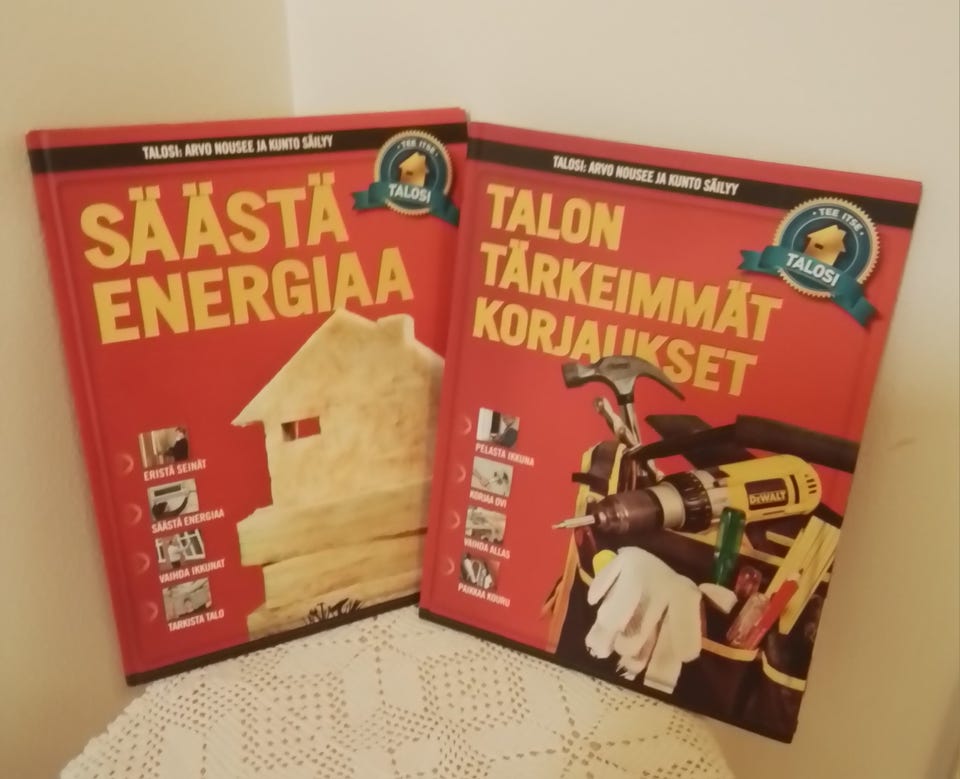 TALOSI: ARVO NOUSEE JA KUNTO SÄILYY
TEE ITSE
TALOSI
SÄÄSTÄ
ENERGIAA
ERISTÄ SEINÄT
SÄÄSTÄ ENERGIAA
VAIHDA IKKUNAT
TARKISTA TALO
TALOSI: ARVO NOUSEE JA KUNTO SÄILYY
TEE ITSE
TALOSI
TALON
TÄRKEIMMÄT
KORJAUKSET
PELASTA IKKUNA
KORJAA OVI
VAIHDA ALLAS
PAIKKAA KOURU
DEWALT